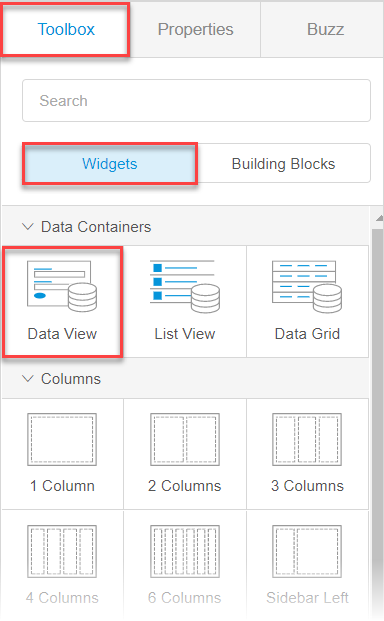 Toolbox Properties Buzz
Search
Widgets Building Blocks
Data Containers
Data View List View Data Grid
Columns
1 Column 2 Columns 3 Columns
4 Columns 6 Columns Sidebar Left